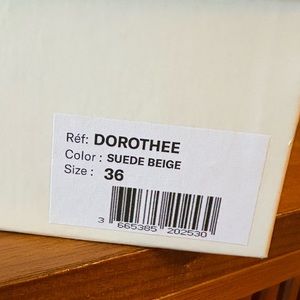 Réf: DOROTHEE
Color : SUEDE BEIGE
Size : 36
3 665385 202530